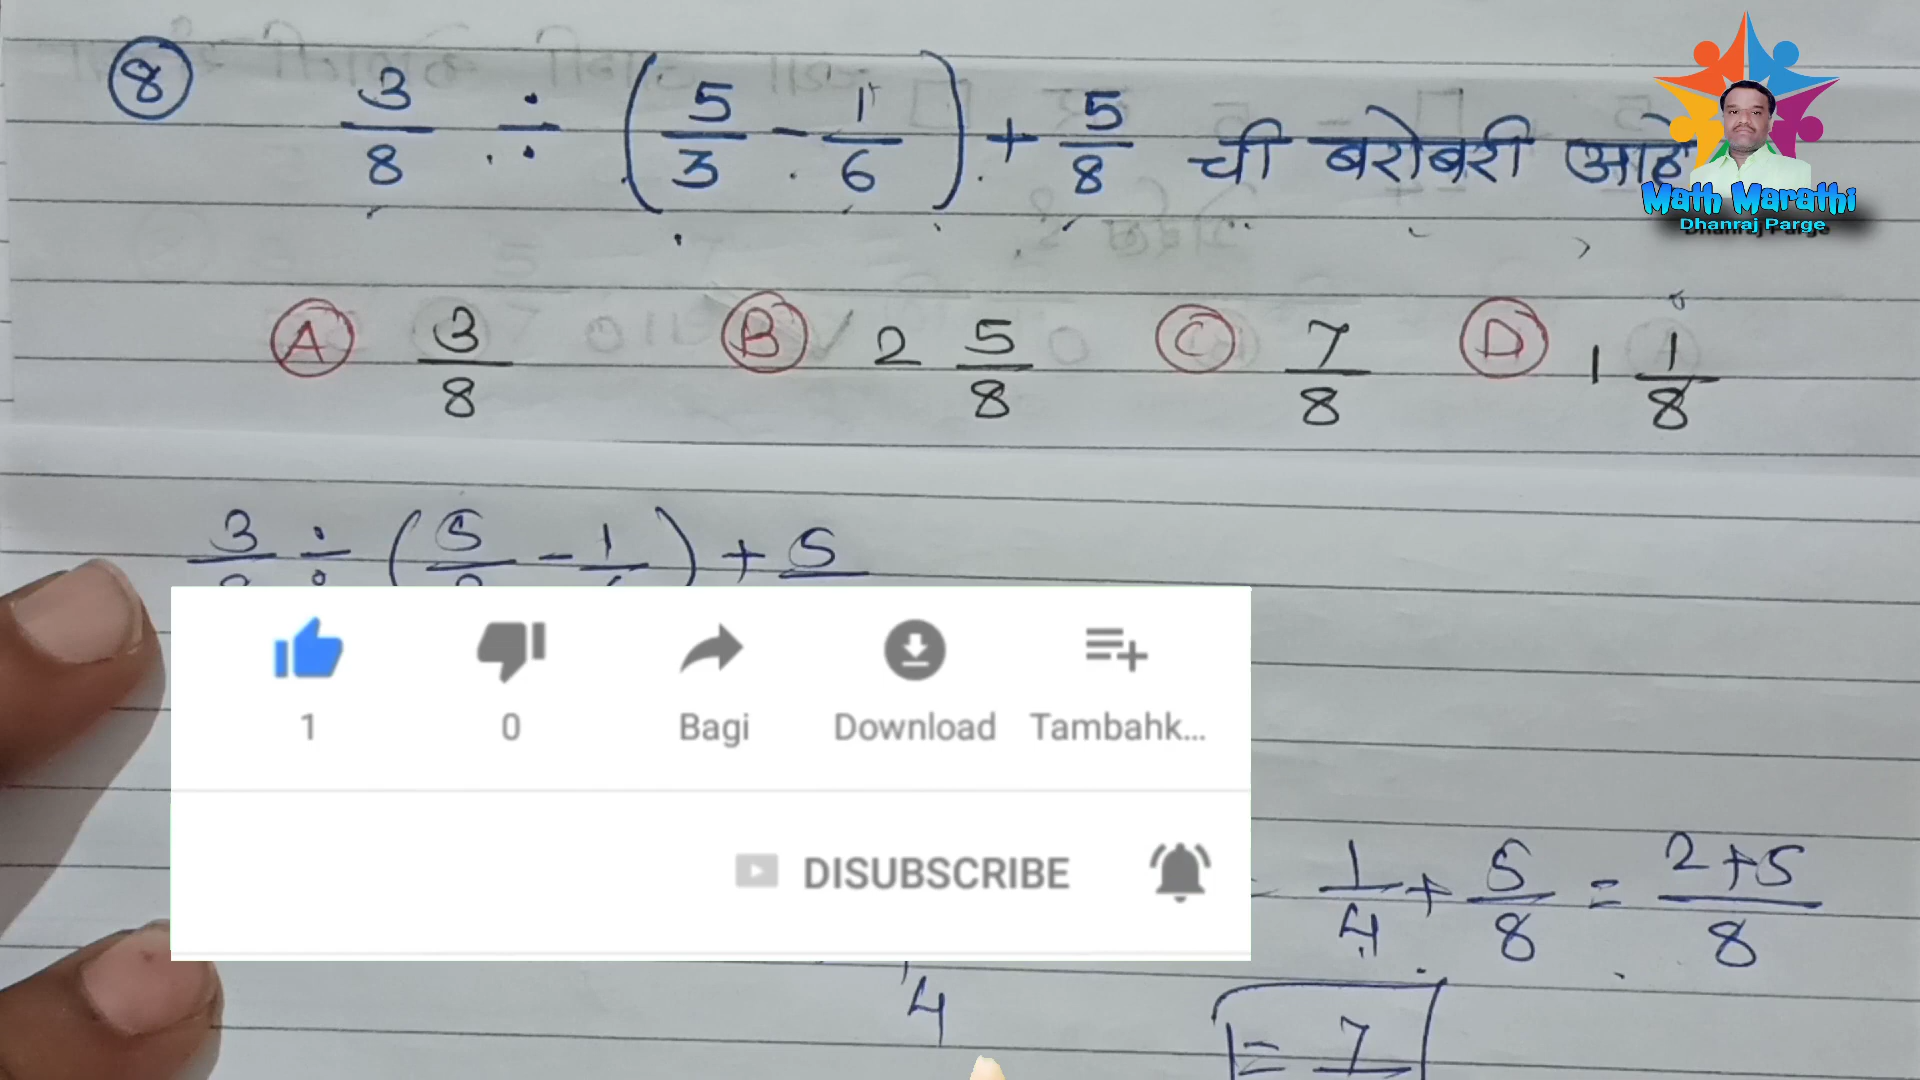 8 3/8 ÷ (5/3 - 1/6) + 5/8 ची बरोबरी आहे
Math Marathi
Dhanraj Parge
A 3/8 B 2 5/8 C 7/8 D 1 1/8
3 ÷ (5 - 1) + 5
1 0 Bagi Download Tambahk...
DISUBSCRIBE
1/4 + 5/8 = 2+5/8
4
= 7